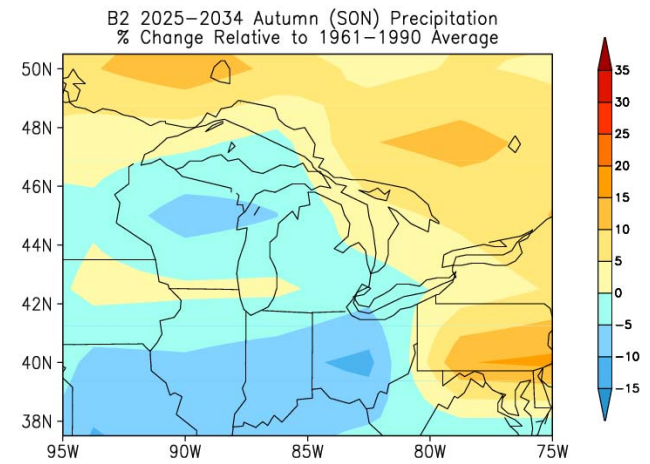 B2 2025−2034 Autumn (SON) Precipitation
% Change Relative to 1961−1990 Average
50N
48N
46N
44N
42N
40N
38N
95W 90W 85W 80W 75W
35
30
25
20
15
10
5
0
−5
−10
−15